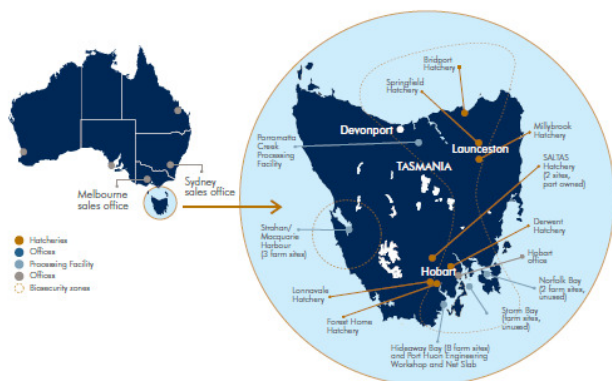 Melbourne
sales office
Sydney
sales office
Hatcheries
Offices
Processing Facility
Offices
Biosecurity zones
Bridport
Hatchery
Springfield
Hatchery
Devonport
Launceston
Millybrook
Hatchery
Parramatta
Creek
Processing
Facility
TASMANIA
SALTAS
Hatchery
(2 sites,
part owned)
Strahan/
Macquarie
Harbour
(3 farm sites)
Derwent
Hatchery
Hobart
office
Hobart
Norfolk Bay
(2 farm sites,
unused)
Lonnavale
Hatchery
Storm Bay
(farm sites,
unused)
Forest Home
Hatchery
Hideaway Bay (8 farm sites)
and Port Huon Engineering
Workshop and Net Slab